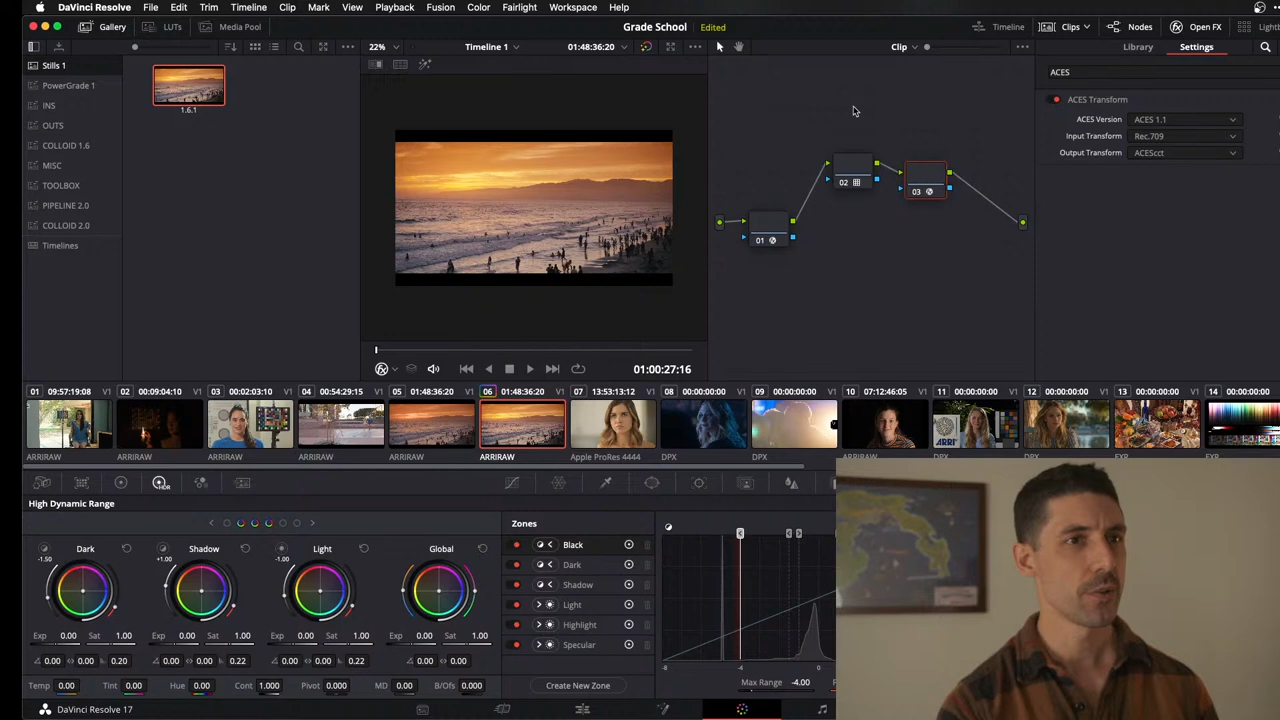 DaVinci Resolve File Edit Trim Timeline Clip Mark View Playback Fusion Color Fairlight Workspace Help
Gallery LUTs Media Pool Grade School Edited Timeline Clips Nodes Open FX
22% Timeline 1 01:48:36:20 Clip Library Settings
Stills 1
PowerGrade 1
INS
OUTS
COLLOID 1.6
MISC
TOOLBOX
PIPELINE 2.0
COLLOID 2.0
Timelines
1.6.1
01
02
03
ACES
ACES Transform
ACES Version ACES 1.1
Input Transform Rec.709
Output Transform ACEScct
01:00:27:16
01 09:57:19:08 V1 02 00:09:04:10 V1 03 00:02:03:10 V1 04 04:54:29:15 V1 05 01:48:36:20 V1 06 01:48:36:20 V1 07 13:53:13:12 V1 08 00:00:00:00 V1 09 00:00:00:00 V1 10 07:12:46:05 V1 11 00:00:00:00 V1 12 00:00:00:00 V1 13 00:00:00:00 V1 14 00:00:00:00
ARRI
ARRIRAW ARRIRAW ARRIRAW ARRIRAW ARRIRAW ARRIRAW Apple ProRes 4444 DPX DPX ARRIRAW DPX DPX EXR EXR
HDR
High Dynamic Range
Dark Shadow Light Global
-1.50 +1.00 -1.00
Exp 0.00 Sat 1.00 Exp 0.00 Sat 1.00 Exp 0.00 Sat 1.00 Exp 0.00 Sat 1.00
0.00 0.00 0.20 0.00 0.00 0.22 0.00 0.00 0.22 0.00 0.00
Temp 0.00 Tint 0.00 Hue 0.00 Cont 1.000 Pivot 0.000 MD 0.00 B/Ofs 0.000
Zones
Black
Dark
Shadow
Light
Highlight
Specular
Create New Zone
-8 -4 0
Max Range -4.00
DaVinci Resolve 17